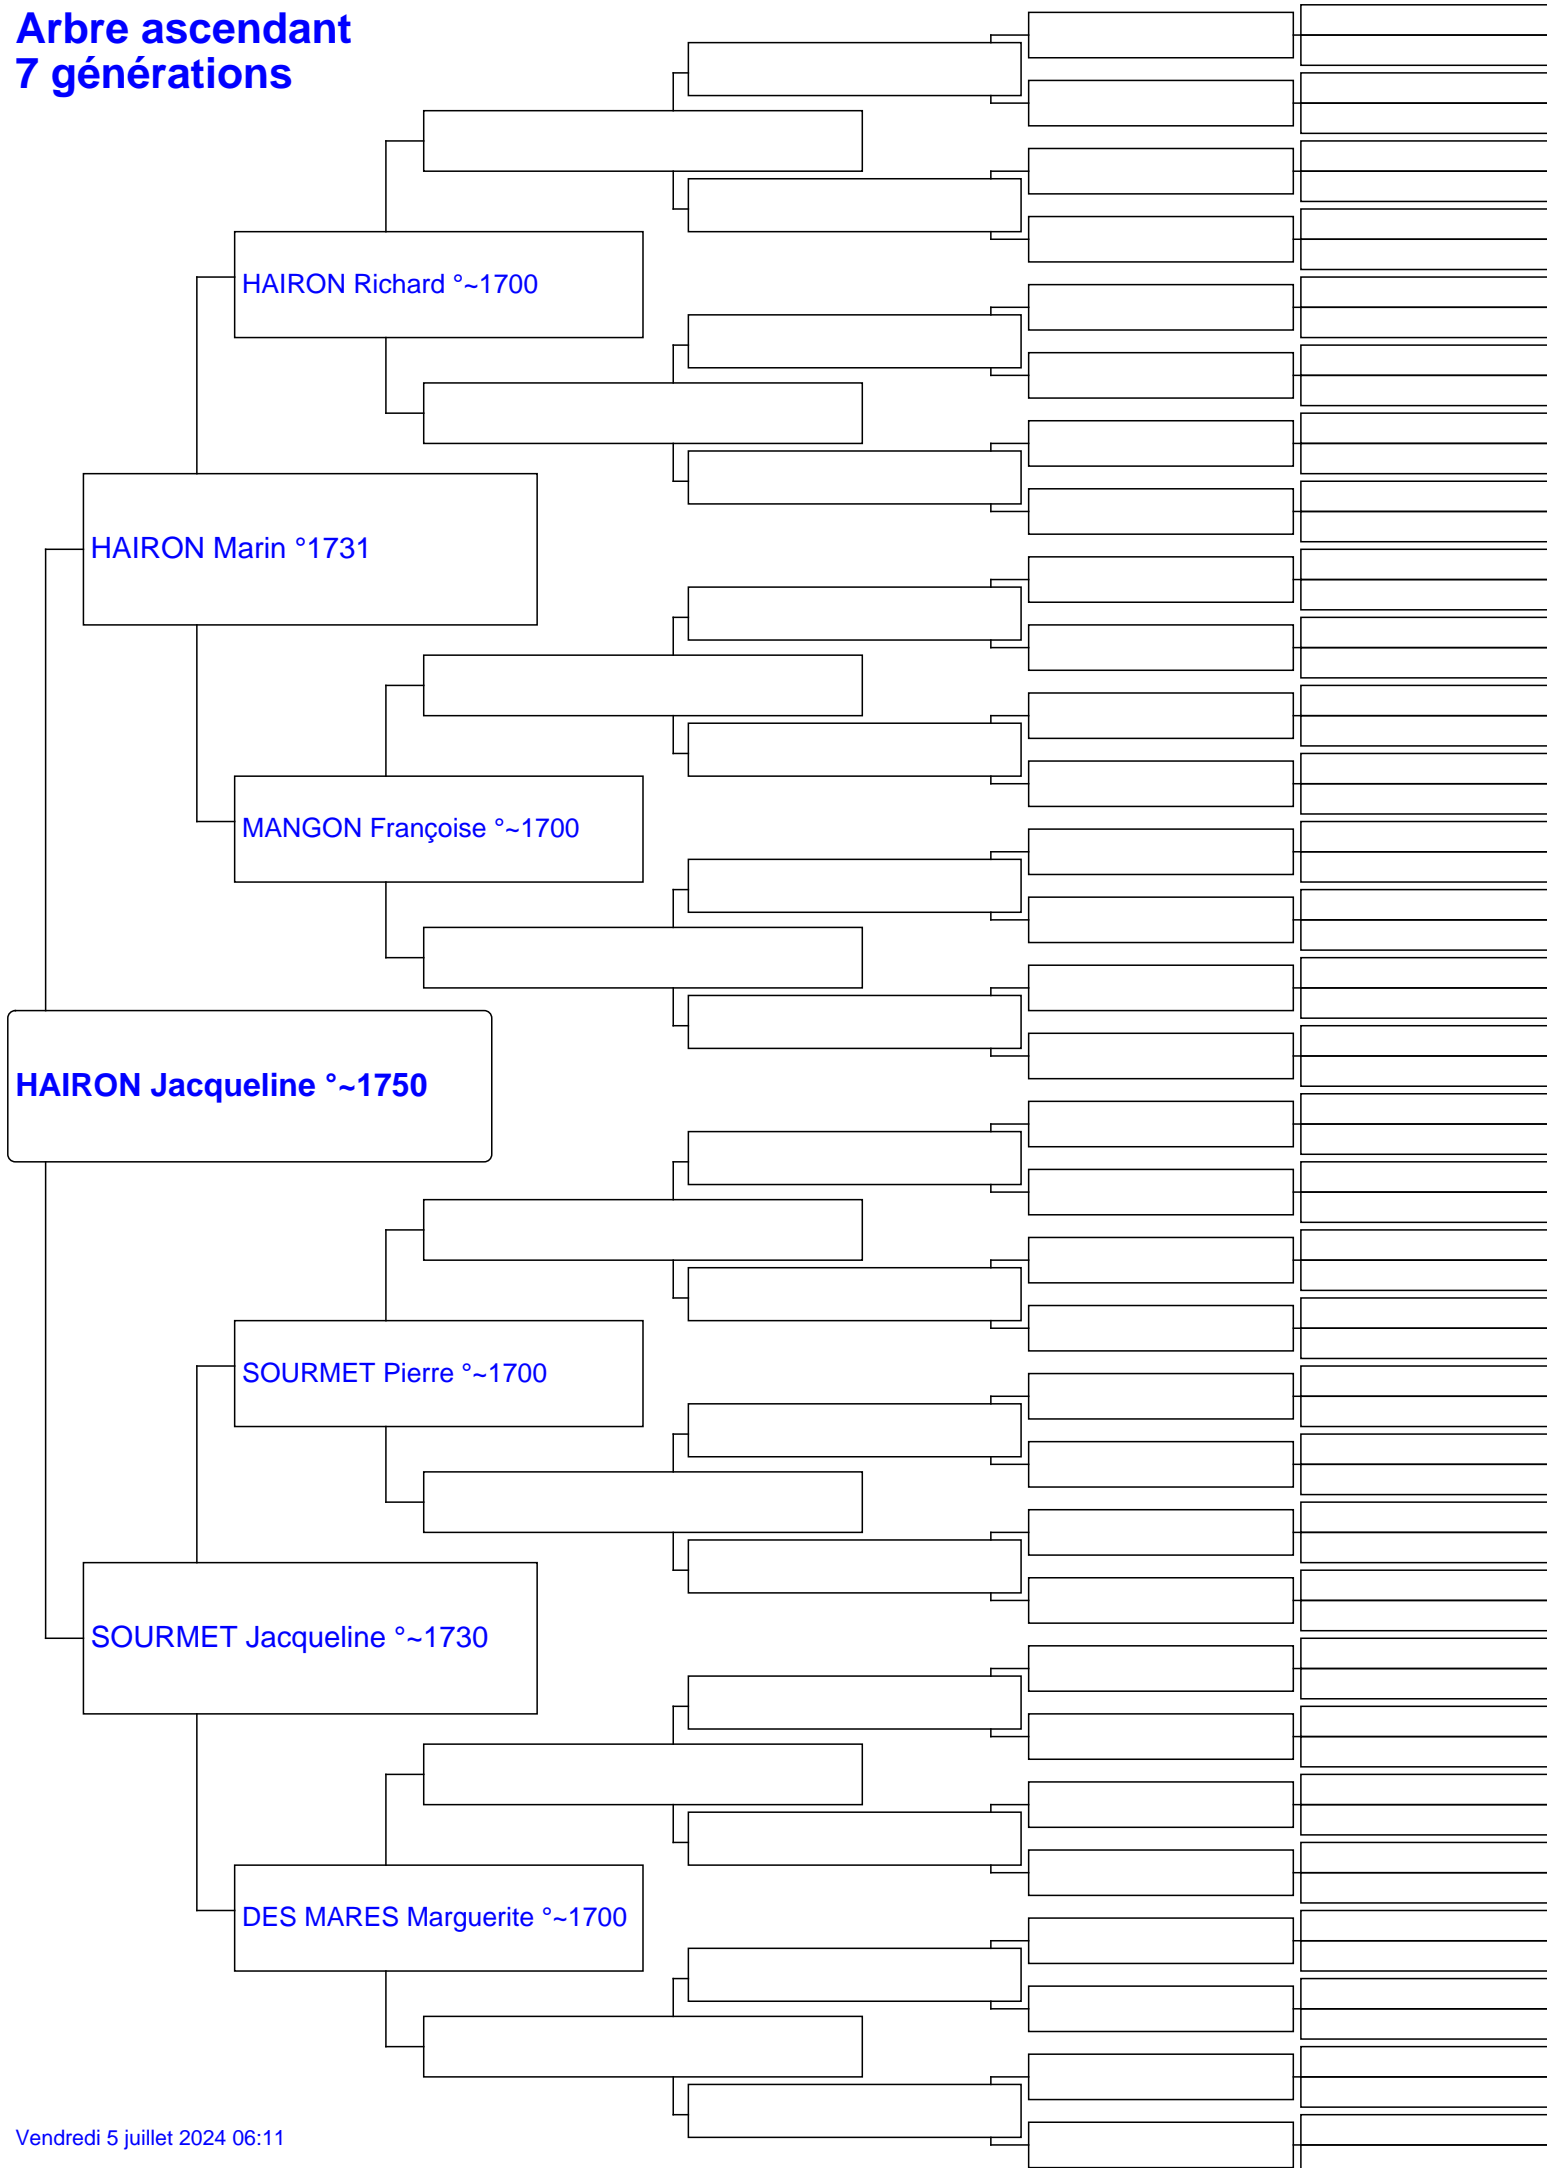 Arbre ascendant
7 générations
HAIRON Richard °~1700
HAIRON Marin °1731
MANGON Françoise °~1700
HAIRON Jacqueline °~1750
SOURMET Pierre °~1700
SOURMET Jacqueline °~1730
DES MARES Marguerite °~1700
Vendredi 5 juillet 2024 06:11